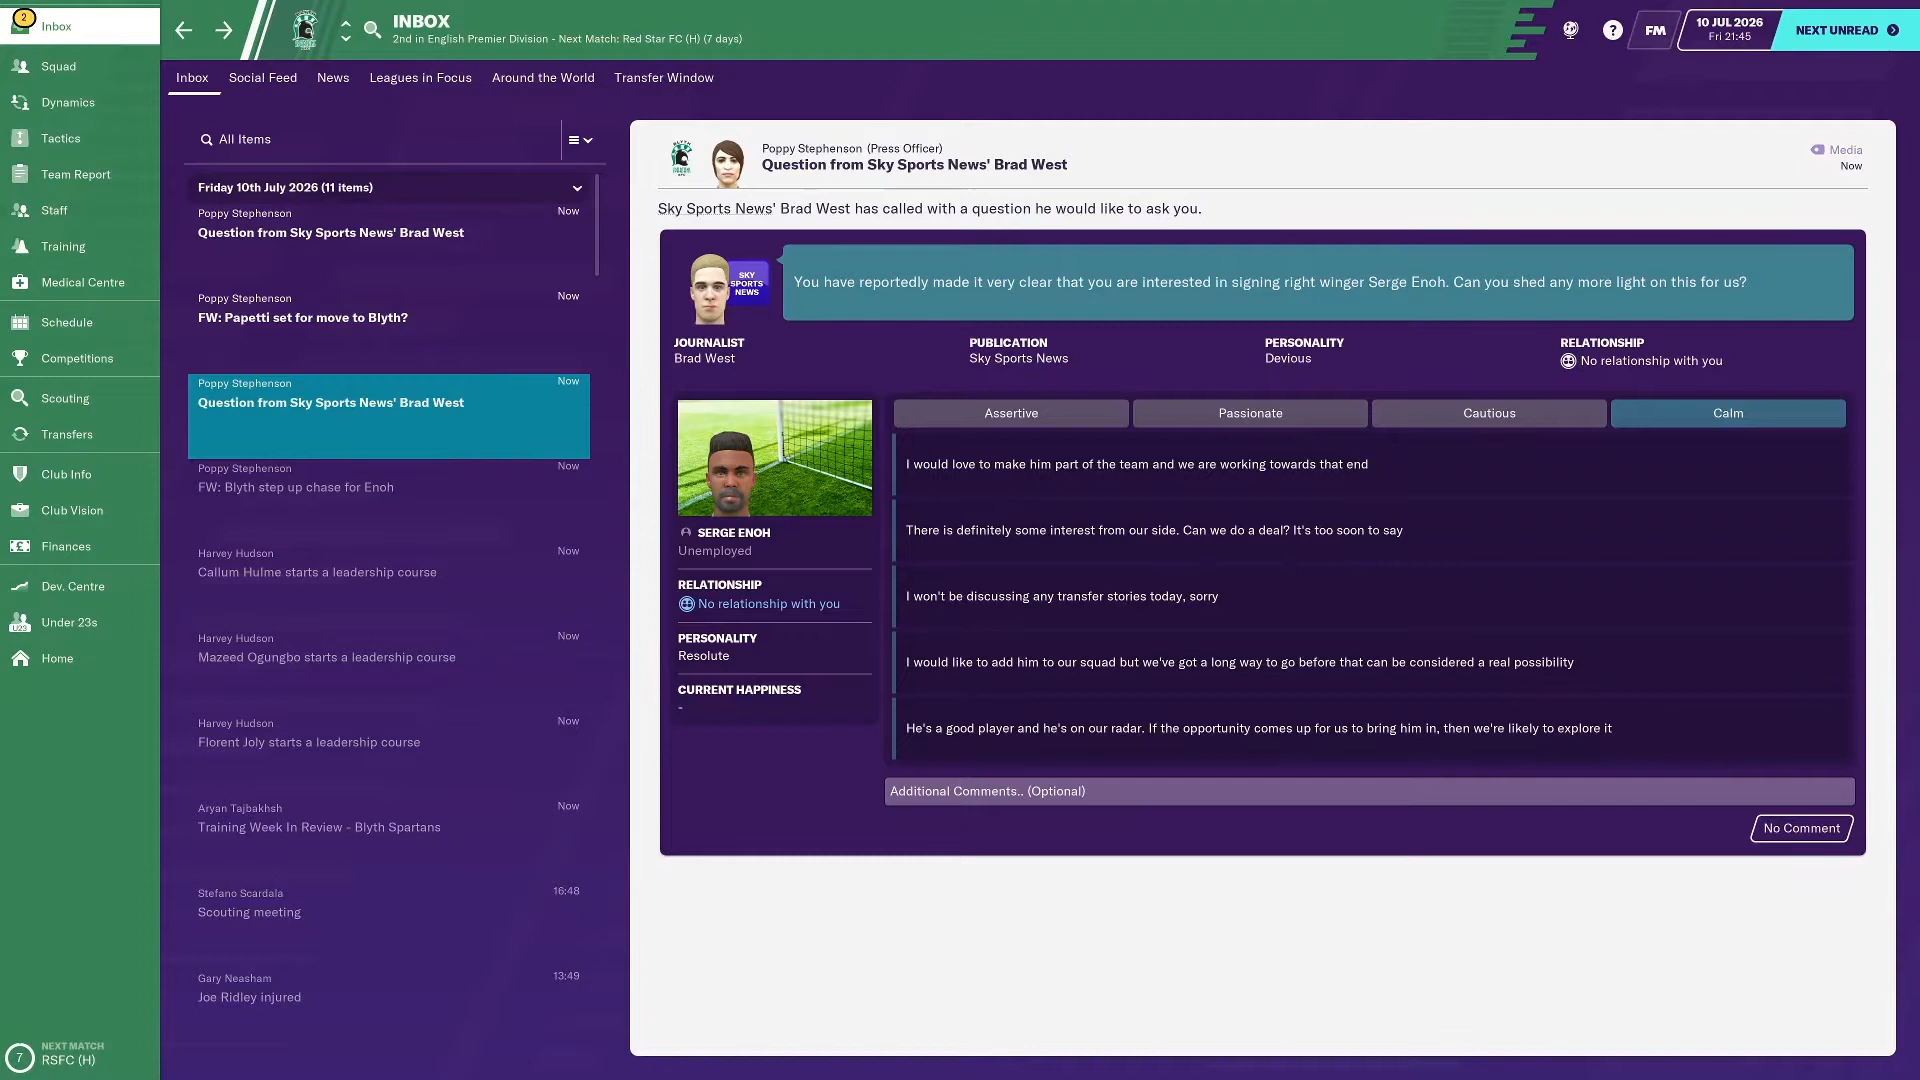 2
Inbox
Squad
Dynamics
Tactics
Team Report
Staff
Training
Medical Centre
Schedule
Competitions
Scouting
Transfers
Club Info
Club Vision
Finances
Dev. Centre
U23
Under 23s
Home
7
NEXT MATCH
RSFC (H)
INBOX
2nd in English Premier Division - Next Match: Red Star FC (H) (7 days)
?
FM
10 JUL 2026
Fri 21:45
NEXT UNREAD
Inbox
Social Feed
News
Leagues in Focus
Around the World
Transfer Window
All Items
Friday 10th July 2026 (11 items)
Poppy Stephenson
Now
Question from Sky Sports News' Brad West
Poppy Stephenson
Now
FW: Papetti set for move to Blyth?
Poppy Stephenson
Now
Question from Sky Sports News' Brad West
Poppy Stephenson
Now
FW: Blyth step up chase for Enoh
Harvey Hudson
Now
Callum Hulme starts a leadership course
Harvey Hudson
Now
Mazeed Ogungbo starts a leadership course
Harvey Hudson
Now
Florent Joly starts a leadership course
Aryan Tajbakhsh
Now
Training Week In Review - Blyth Spartans
Stefano Scardala
16:48
Scouting meeting
Gary Neasham
13:49
Joe Ridley injured
Poppy Stephenson (Press Officer)
Question from Sky Sports News' Brad West
Media
Now
Sky Sports News' Brad West has called with a question he would like to ask you.
SKY
SPORTS
NEWS
You have reportedly made it very clear that you are interested in signing right winger Serge Enoh. Can you shed any more light on this for us?
JOURNALIST
Brad West
PUBLICATION
Sky Sports News
PERSONALITY
Devious
RELATIONSHIP
No relationship with you
SERGE ENOH
Unemployed
RELATIONSHIP
No relationship with you
PERSONALITY
Resolute
CURRENT HAPPINESS
-
Assertive
Passionate
Cautious
Calm
I would love to make him part of the team and we are working towards that end
There is definitely some interest from our side. Can we do a deal? It's too soon to say
I won't be discussing any transfer stories today, sorry
I would like to add him to our squad but we've got a long way to go before that can be considered a real possibility
He's a good player and he's on our radar. If the opportunity comes up for us to bring him in, then we're likely to explore it
Additional Comments.. (Optional)
No Comment